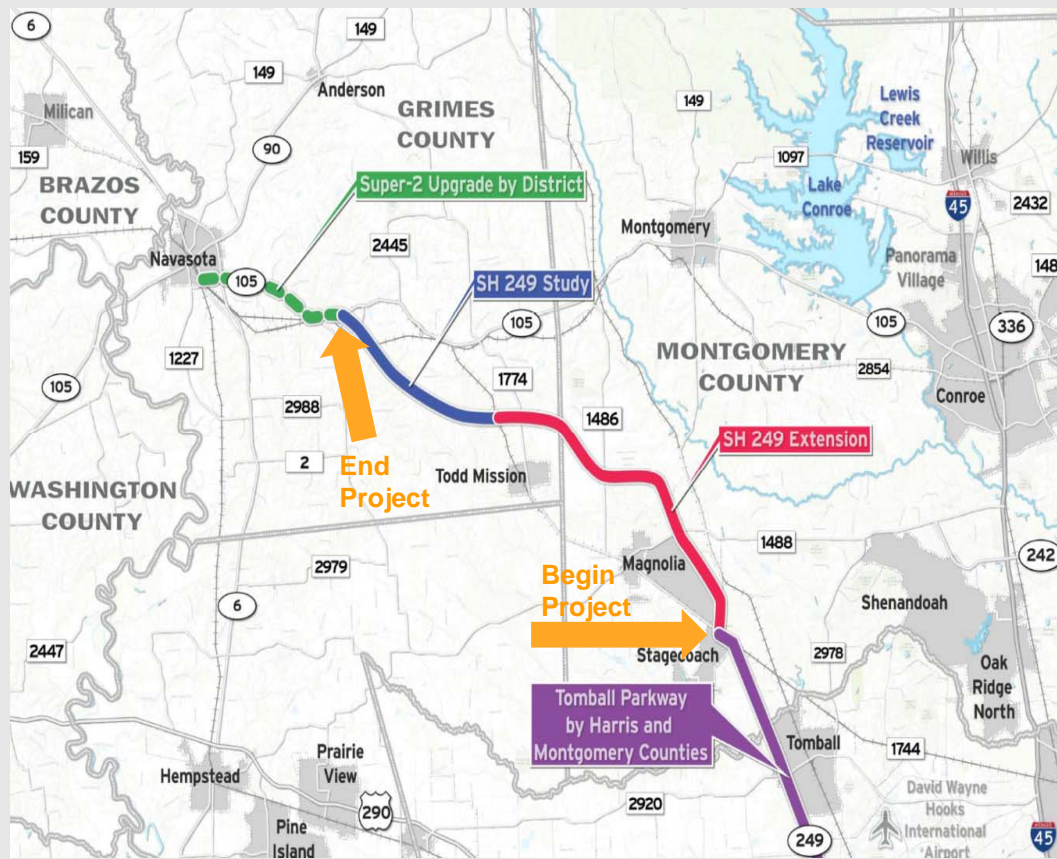 6
149
149
Anderson
GRIMES
COUNTY
Milican
159
90
BRAZOS
COUNTY
Super-2 Upgrade by District
149
Lewis
Creek
Reservoir
1097
Willis
Lake
Conroe
45
2432
Navasota
105
2445
Montgomery
Panorama
Village
148
SH 249 Study
105
105
336
1227
105
MONTGOMERY
COUNTY
2854
1774
Conroe
2988
1486
SH 249 Extension
2
End
Project
Todd Mission
WASHINGTON
COUNTY
1488
242
2979
Magnolia
Begin
Project
Shenandoah
6
2447
Stagecoach
2978
Oak
Ridge
North
Tomball Parkway
by Harris and
Montgomery Counties
Tomball
1744
Hempstead
Prairie
View
290
2920
David Wayne
Hooks
International
Airport
Pine
Island
249
45